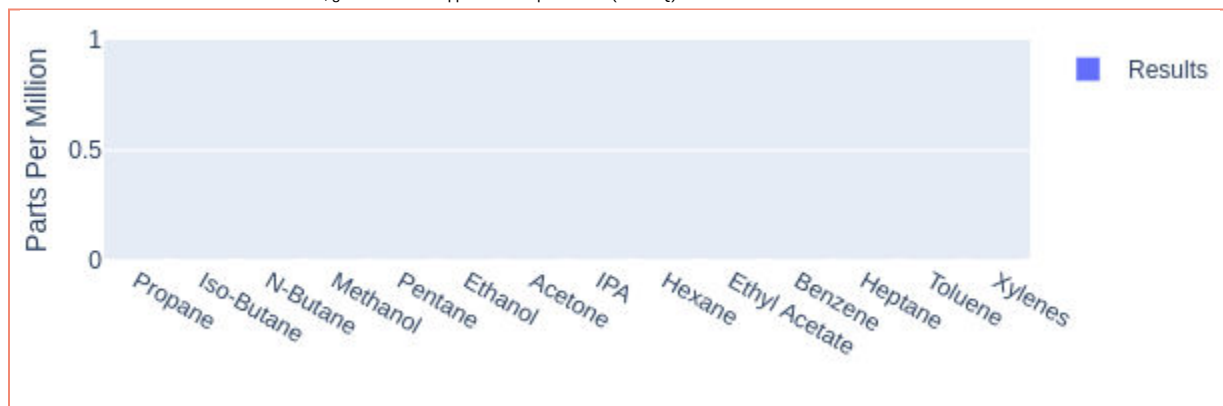 1
Results
Parts Per Million
0.5
0
Propane
Iso-Butane
N-Butane
Methanol
Pentane
Ethanol
Acetone
IPA
Hexane
Ethyl Acetate
Benzene
Heptane
Toluene
Xylenes